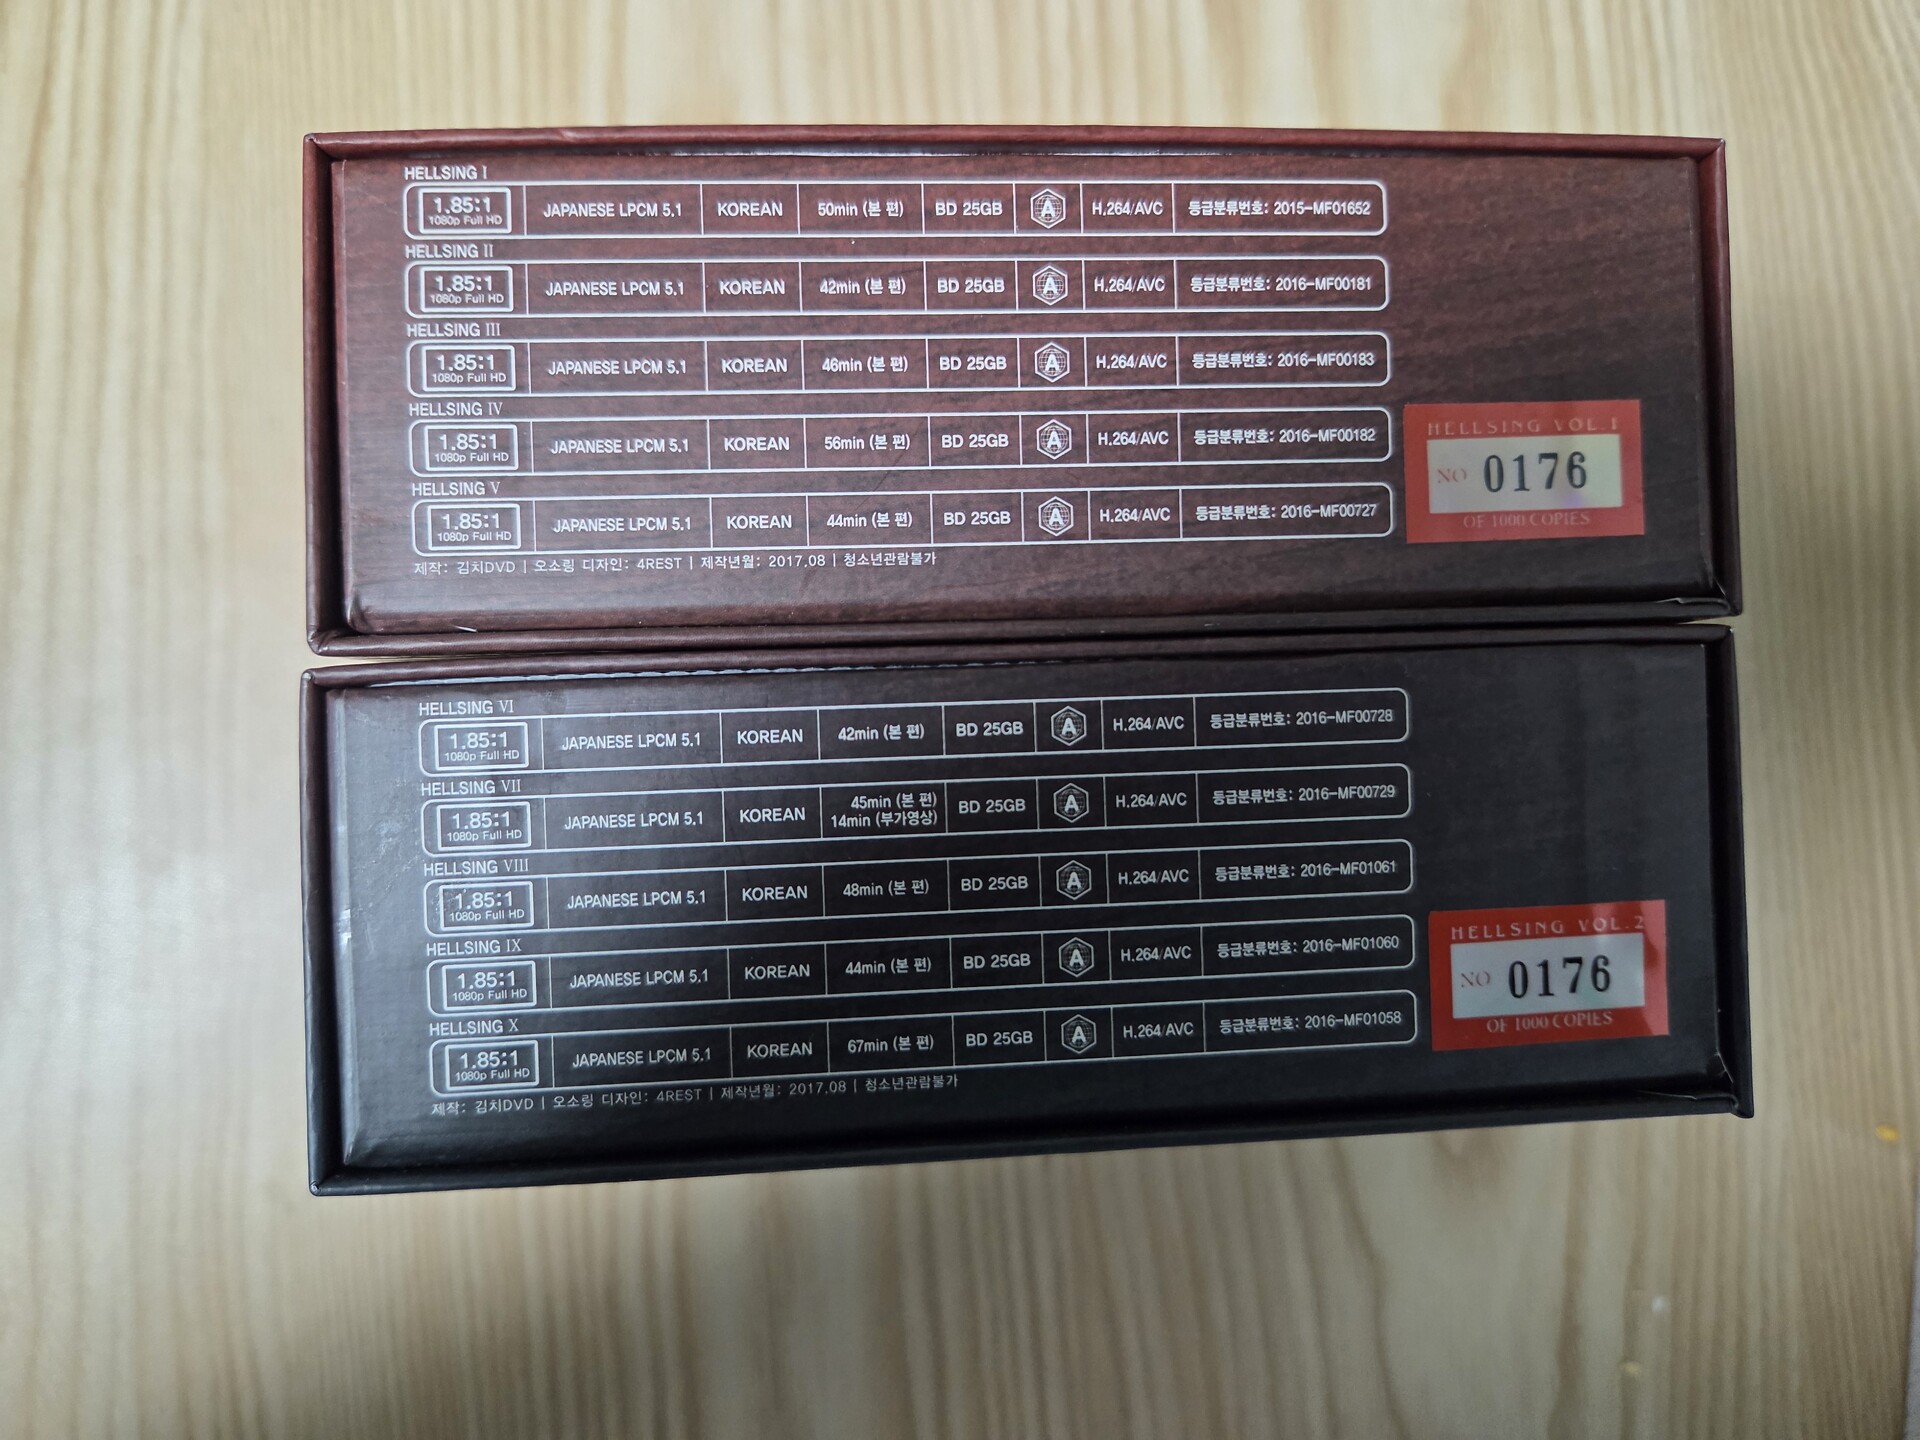 HELLSING I
1.85:1 JAPANESE LPCM 5.1 KOREAN 50min (본 편) BD 25GB A H.264/AVC 등급분류번호: 2015-MF01652
1080p Full HD
HELLSING II
1.85:1 JAPANESE LPCM 5.1 KOREAN 42min (본 편) BD 25GB A H.264/AVC 등급분류번호: 2016-MF00181
1080p Full HD
HELLSING III
1.85:1 JAPANESE LPCM 5.1 KOREAN 46min (본 편) BD 25GB A H.264/AVC 등급분류번호: 2016-MF00183
1080p Full HD
HELLSING IV
1.85:1 JAPANESE LPCM 5.1 KOREAN 56min (본 편) BD 25GB A H.264/AVC 등급분류번호: 2016-MF00182
1080p Full HD
HELLSING V
1.85:1 JAPANESE LPCM 5.1 KOREAN 44min (본 편) BD 25GB A H.264/AVC 등급분류번호: 2016-MF00727
1080p Full HD
제작: 김치DVD | 오소링 디자인: 4REST | 제작년월: 2017.08 | 청소년관람불가
HELLSING VOL.1
NO 0176
OF 1000 COPIES
HELLSING VI
1.85:1 JAPANESE LPCM 5.1 KOREAN 42min (본 편) BD 25GB A H.264/AVC 등급분류번호: 2016-MF00728
1080p Full HD
HELLSING VII
1.85:1 JAPANESE LPCM 5.1 KOREAN 45min (본 편) BD 25GB A H.264/AVC 등급분류번호: 2016-MF00729
1080p Full HD 14min (부가영상)
HELLSING VIII
1.85:1 JAPANESE LPCM 5.1 KOREAN 48min (본 편) BD 25GB A H.264/AVC 등급분류번호: 2016-MF01061
1080p Full HD
HELLSING IX
1.85:1 JAPANESE LPCM 5.1 KOREAN 44min (본 편) BD 25GB A H.264/AVC 등급분류번호: 2016-MF01060
1080p Full HD
HELLSING X
1.85:1 JAPANESE LPCM 5.1 KOREAN 67min (본 편) BD 25GB A H.264/AVC 등급분류번호: 2016-MF01058
1080p Full HD
제작: 김치DVD | 오소링 디자인: 4REST | 제작년월: 2017.08 | 청소년관람불가
HELLSING VOL.2
NO 0176
OF 1000 COPIES